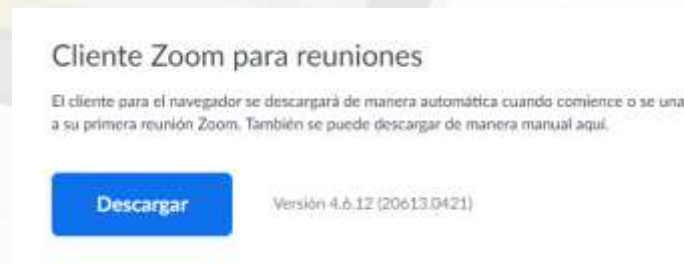 Cliente Zoom para reuniones
El cliente para el navegador se descargará de manera automática cuando comience o se una
a su primera reunión Zoom. También se puede descargar de manera manual aquí.
Descargar
Versión 4.6.12 (20613.0421)